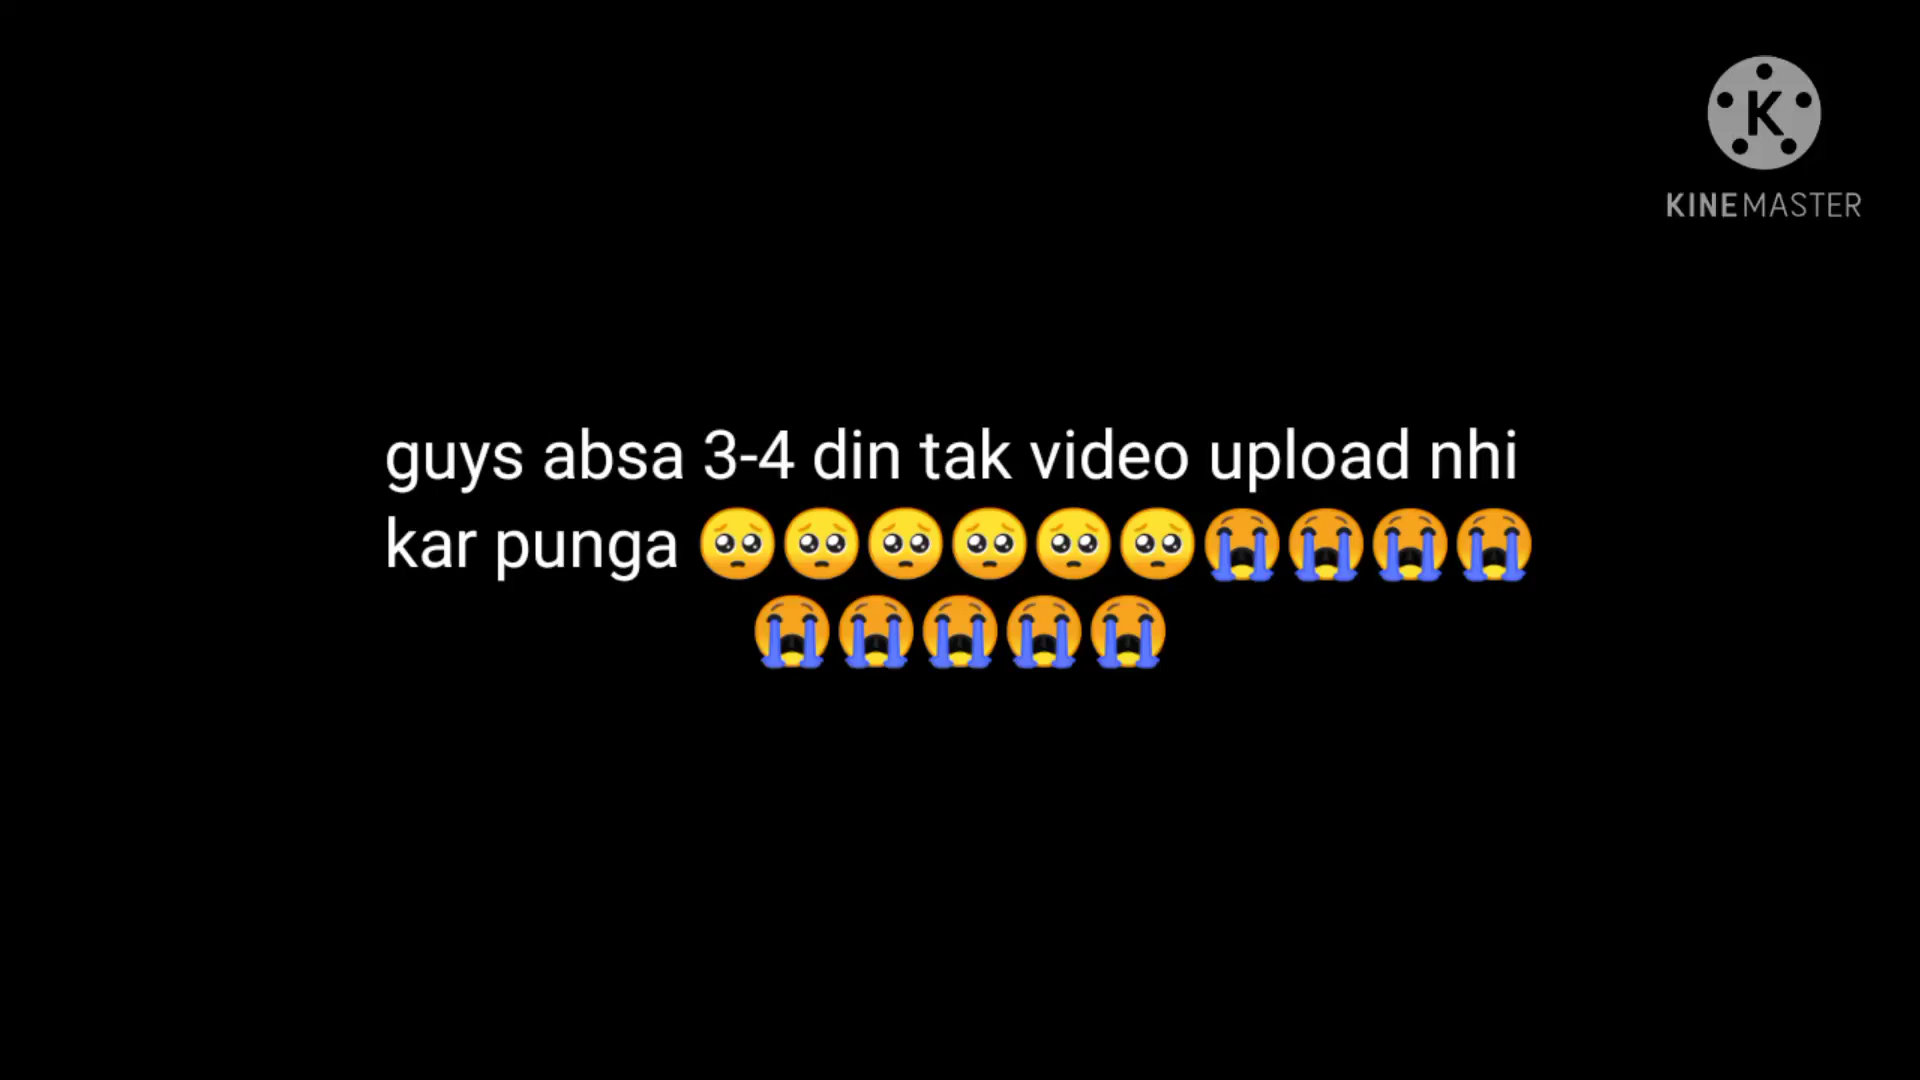 K
KINEMASTER
guys absa 3-4 din tak video upload nhi
kar punga 🥺🥺🥺🥺🥺🥺😭😭😭😭
😭😭😭😭😭